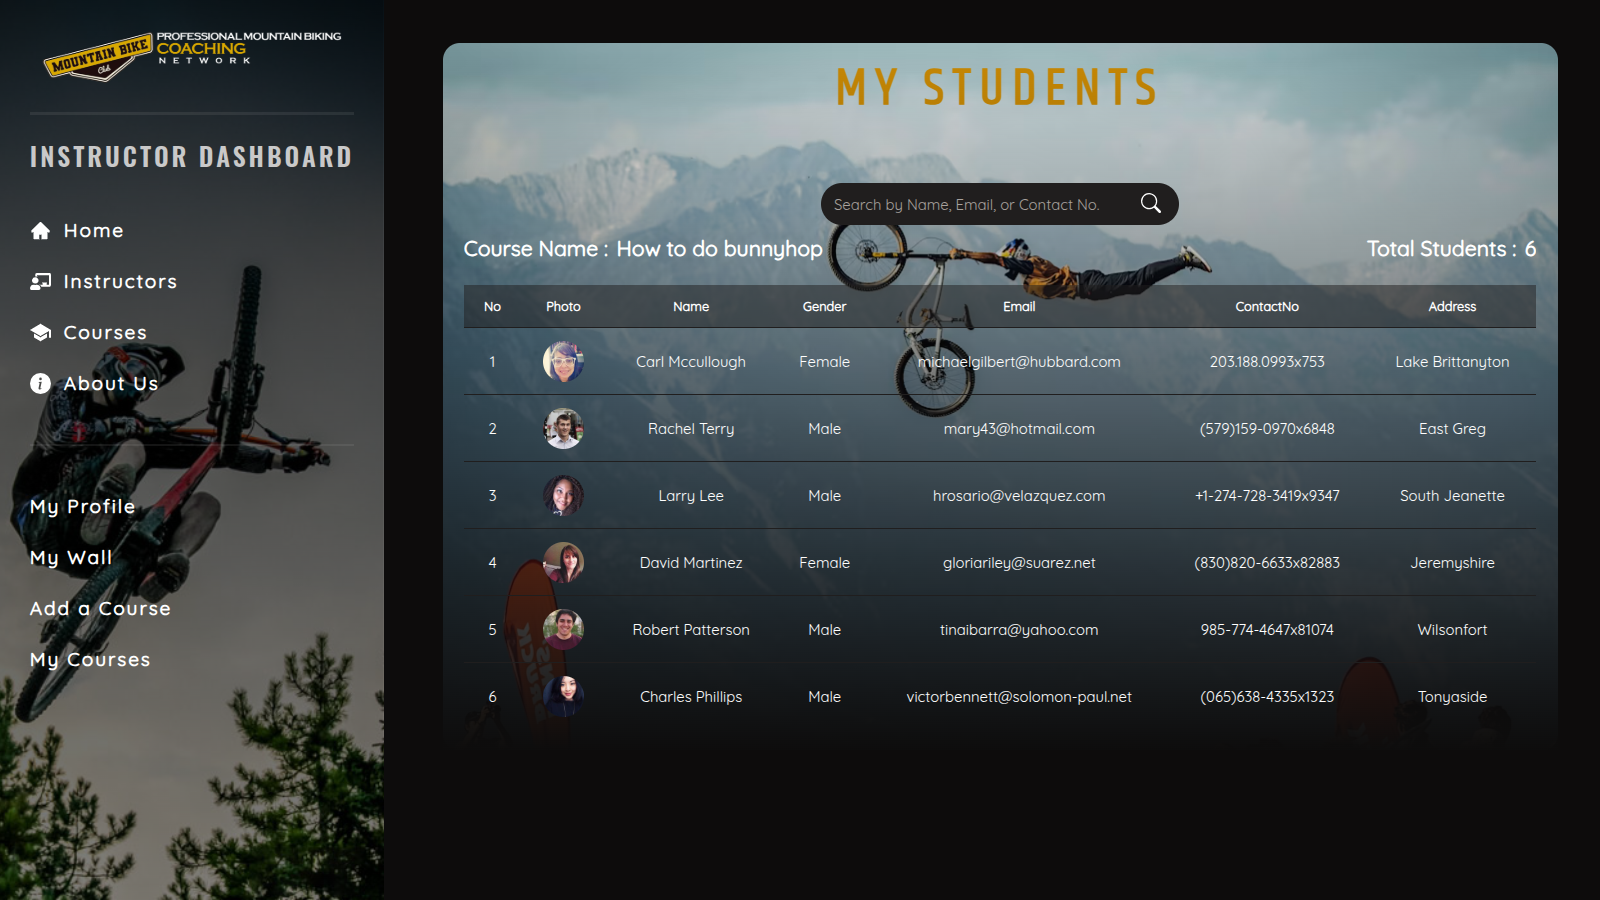 MOUNTAIN BIKE
Club
PROFESSIONAL MOUNTAIN BIKING
COACHING
NETWORK
INSTRUCTOR DASHBOARD
Home
Instructors
Courses
About Us
My Profile
My Wall
Add a Course
My Courses
MY STUDENTS
Search by Name, Email, or Contact No.
Course Name : How to do bunnyhop
Total Students : 6
No Photo Name Gender Email ContactNo Address
1 Carl Mccullough Female michaelgilbert@hubbard.com 203.188.0993x753 Lake Brittanyton
2 Rachel Terry Male mary43@hotmail.com (579)159-0970x6848 East Greg
3 Larry Lee Male hrosario@velazquez.com +1-274-728-3419x9347 South Jeanette
4 David Martinez Female gloriariley@suarez.net (830)820-6633x82883 Jeremyshire
5 Robert Patterson Male tinaibarra@yahoo.com 985-774-4647x81074 Wilsonfort
6 Charles Phillips Male victorbennett@solomon-paul.net (065)638-4335x1323 Tonyaside